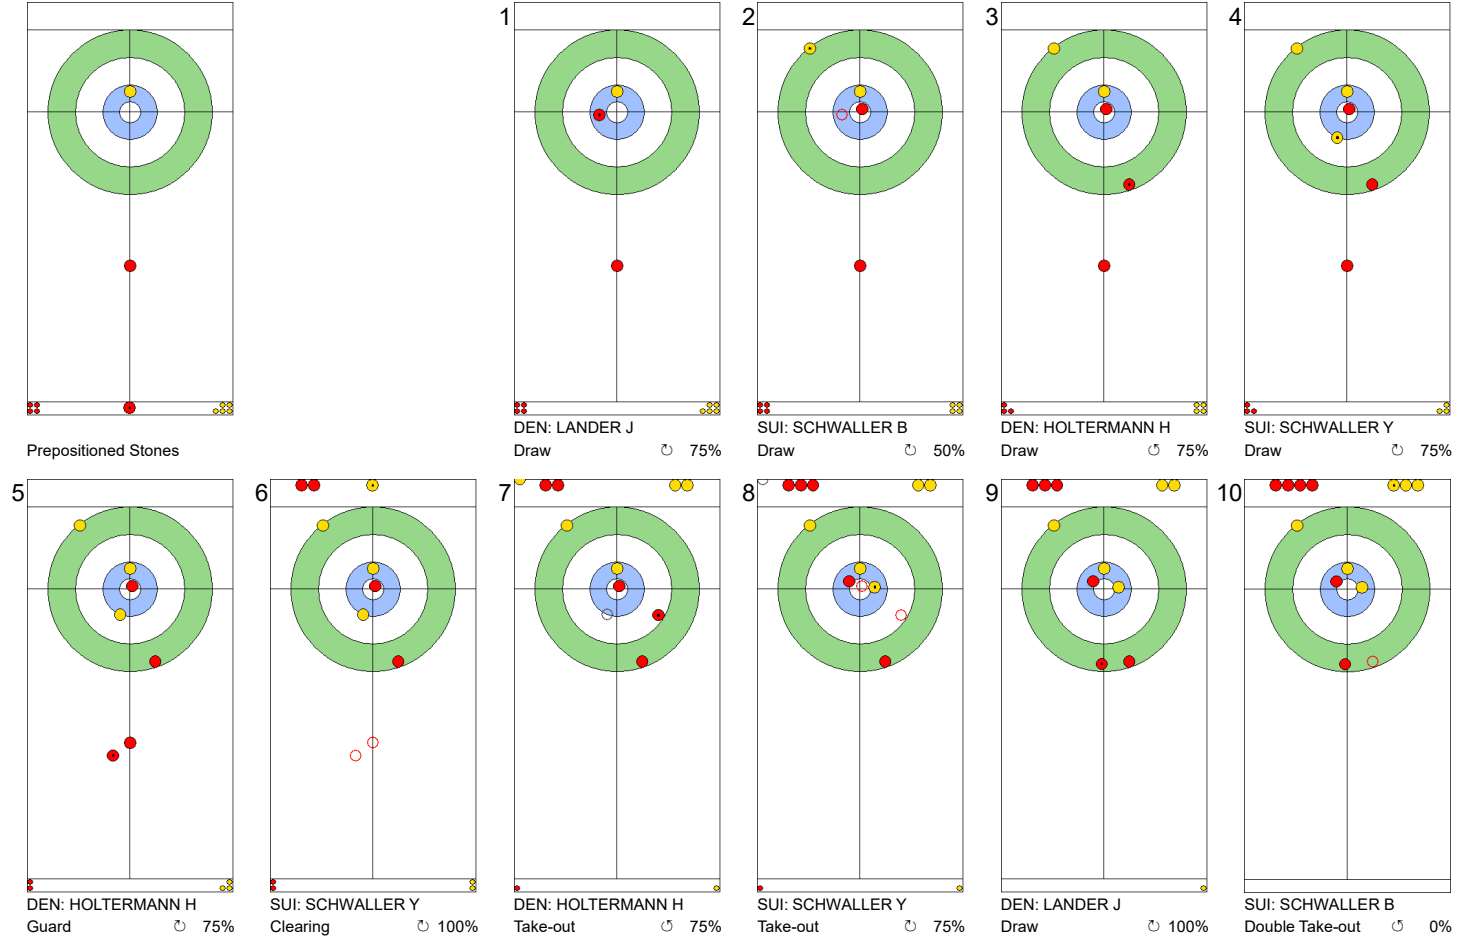 Prepositioned Stones
1
DEN: LANDER J
Draw ↻ 75%
2
SUI: SCHWALLER B
Draw ↻ 50%
3
DEN: HOLTERMANN H
Draw ↺ 75%
4
SUI: SCHWALLER Y
Draw ↺ 75%
5
DEN: HOLTERMANN H
Guard ↻ 75%
6
SUI: SCHWALLER Y
Clearing ↻ 100%
7
DEN: HOLTERMANN H
Take-out ↻ 75%
8
SUI: SCHWALLER Y
Take-out ↻ 75%
9
DEN: LANDER J
Draw ↻ 100%
10
SUI: SCHWALLER B
Double Take-out ↺ 0%